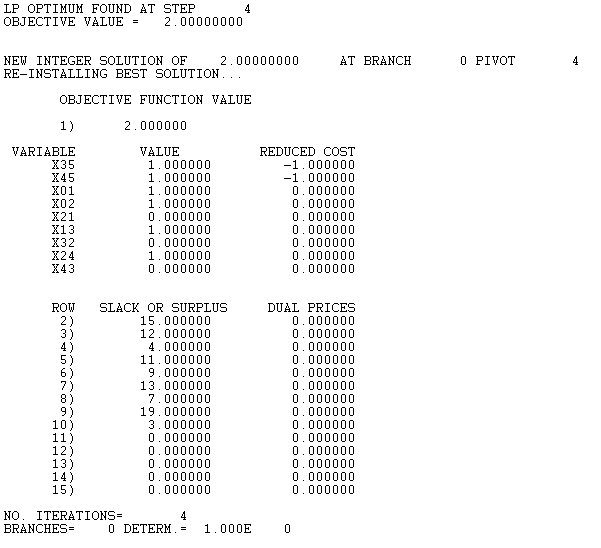 LP OPTIMUM FOUND AT STEP 4
OBJECTIVE VALUE = 2.00000000
NEW INTEGER SOLUTION OF 2.00000000 AT BRANCH 0 PIVOT 4
RE-INSTALLING BEST SOLUTION...
OBJECTIVE FUNCTION VALUE
1) 2.000000
VARIABLE VALUE REDUCED COST
X35 1.000000 -1.000000
X45 1.000000 -1.000000
X01 1.000000 0.000000
X02 1.000000 0.000000
X21 0.000000 0.000000
X13 1.000000 0.000000
X32 0.000000 0.000000
X24 1.000000 0.000000
X43 0.000000 0.000000
ROW SLACK OR SURPLUS DUAL PRICES
2) 15.000000 0.000000
3) 12.000000 0.000000
4) 4.000000 0.000000
5) 11.000000 0.000000
6) 9.000000 0.000000
7) 13.000000 0.000000
8) 7.000000 0.000000
9) 19.000000 0.000000
10) 3.000000 0.000000
11) 0.000000 0.000000
12) 0.000000 0.000000
13) 0.000000 0.000000
14) 0.000000 0.000000
15) 0.000000 0.000000
NO. ITERATIONS= 4
BRANCHES= 0 DETERM.= 1.000E 0